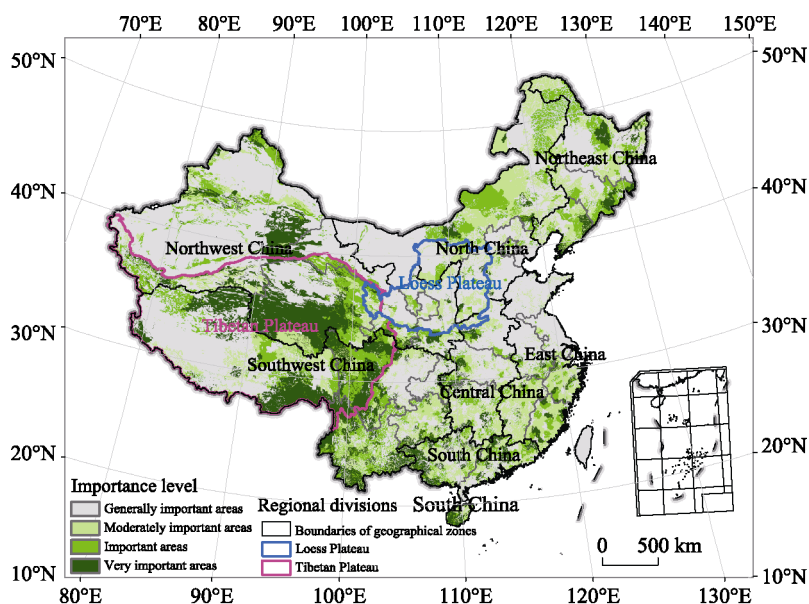 70°E 80°E 90°E 100°E 110°E 120°E 130°E 140°E 150°E
50°N 50°N
Northeast China
40°N 40°N
Northwest China North China
Loess Plateau
30°N Tibetan Plateau 30°N
East China
Southwest China
Central China
20°N South China 20°N
Importance level
South China
Regional divisions
Generally important areas
Moderately important areas Boundaries of geographical zones
Important areas Loess Plateau
Very important areas Tibetan Plateau
0 500 km
10°N 10°N
80°E 90°E 100°E 110°E 120°E 130°E